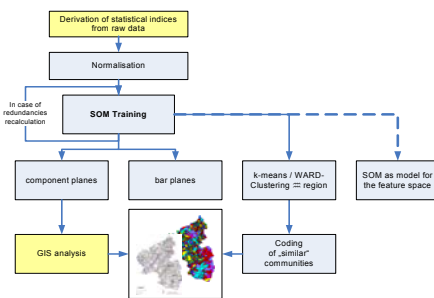 Derivation of statistical indices
from raw data
Normalisation
In case of
redundancies
recalculation
SOM Training
component planes
bar planes
k-means / WARD-
Clustering == region
SOM as model for
the feature space
GIS analysis
Coding
of „similar"
communities